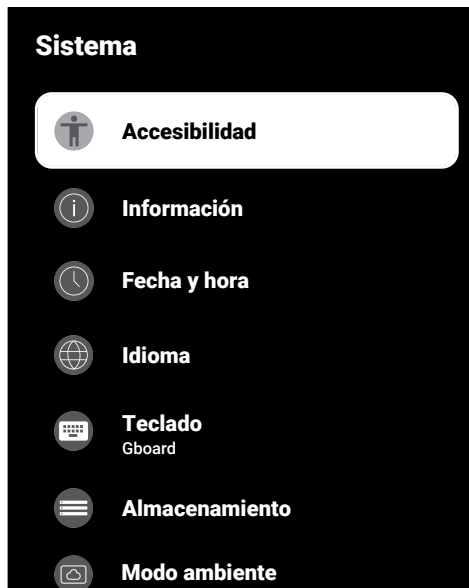 Sistema
Accesibilidad
Información
Fecha y hora
Idioma
Teclado
Gboard
Almacenamiento
Modo ambiente